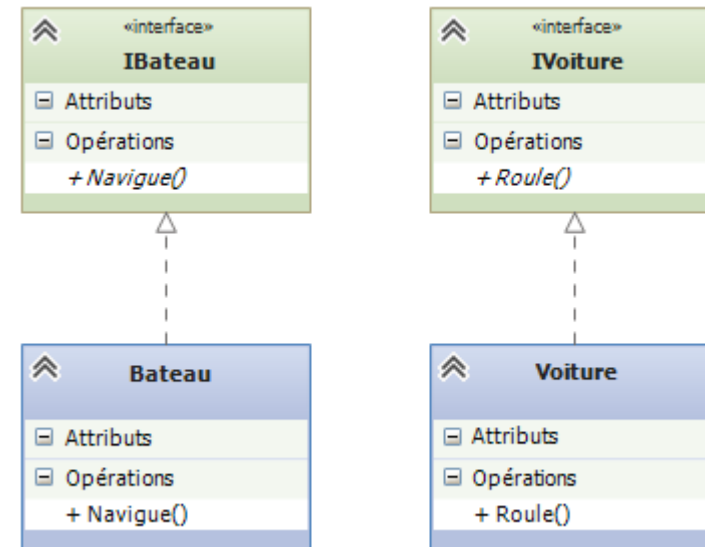 «interface»
IBateau
Attributs
Opérations
+ Navigue()
«interface»
IVoiture
Attributs
Opérations
+ Roule()
Bateau
Attributs
Opérations
+ Navigue()
Voiture
Attributs
Opérations
+ Roule()